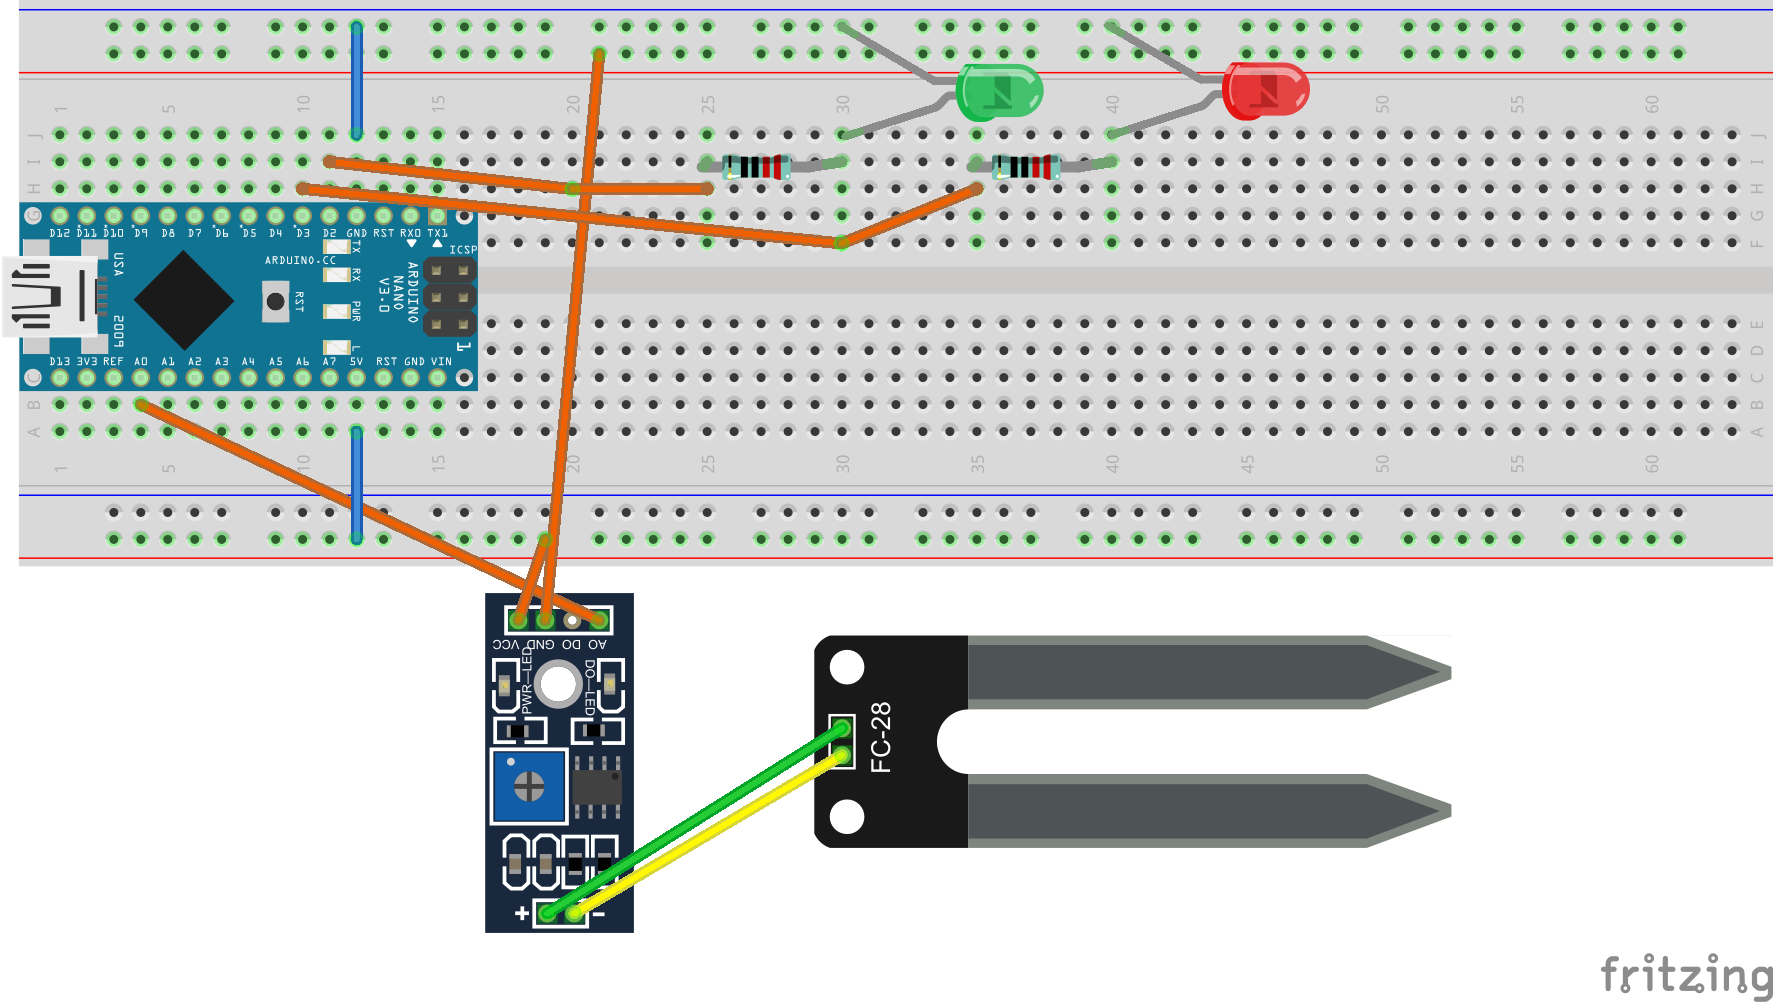 1 5 10 15 20 25 30 35 40 45 50 55 60
J J
I I
H H
G G
F F
D12 D11 D10 D9 D8 D7 D6 D5 D4 D3 D2 GND RST RX0 TX1
ICSP
ARDUINO.CC
TX
RX
PWR
L
RST
USA
2009
ARDUINO
NANO
V3.0
1
D13 3V3 REF A0 A1 A2 A3 A4 A5 A6 A7 5V RST GND VIN
E E
D D
C C
B B
A A
1 5 10 15 20 25 30 35 40 45 50 55 60
VCC GND DO AO
PWR-LED
DO-LED
+ −
FC-28
fritzing